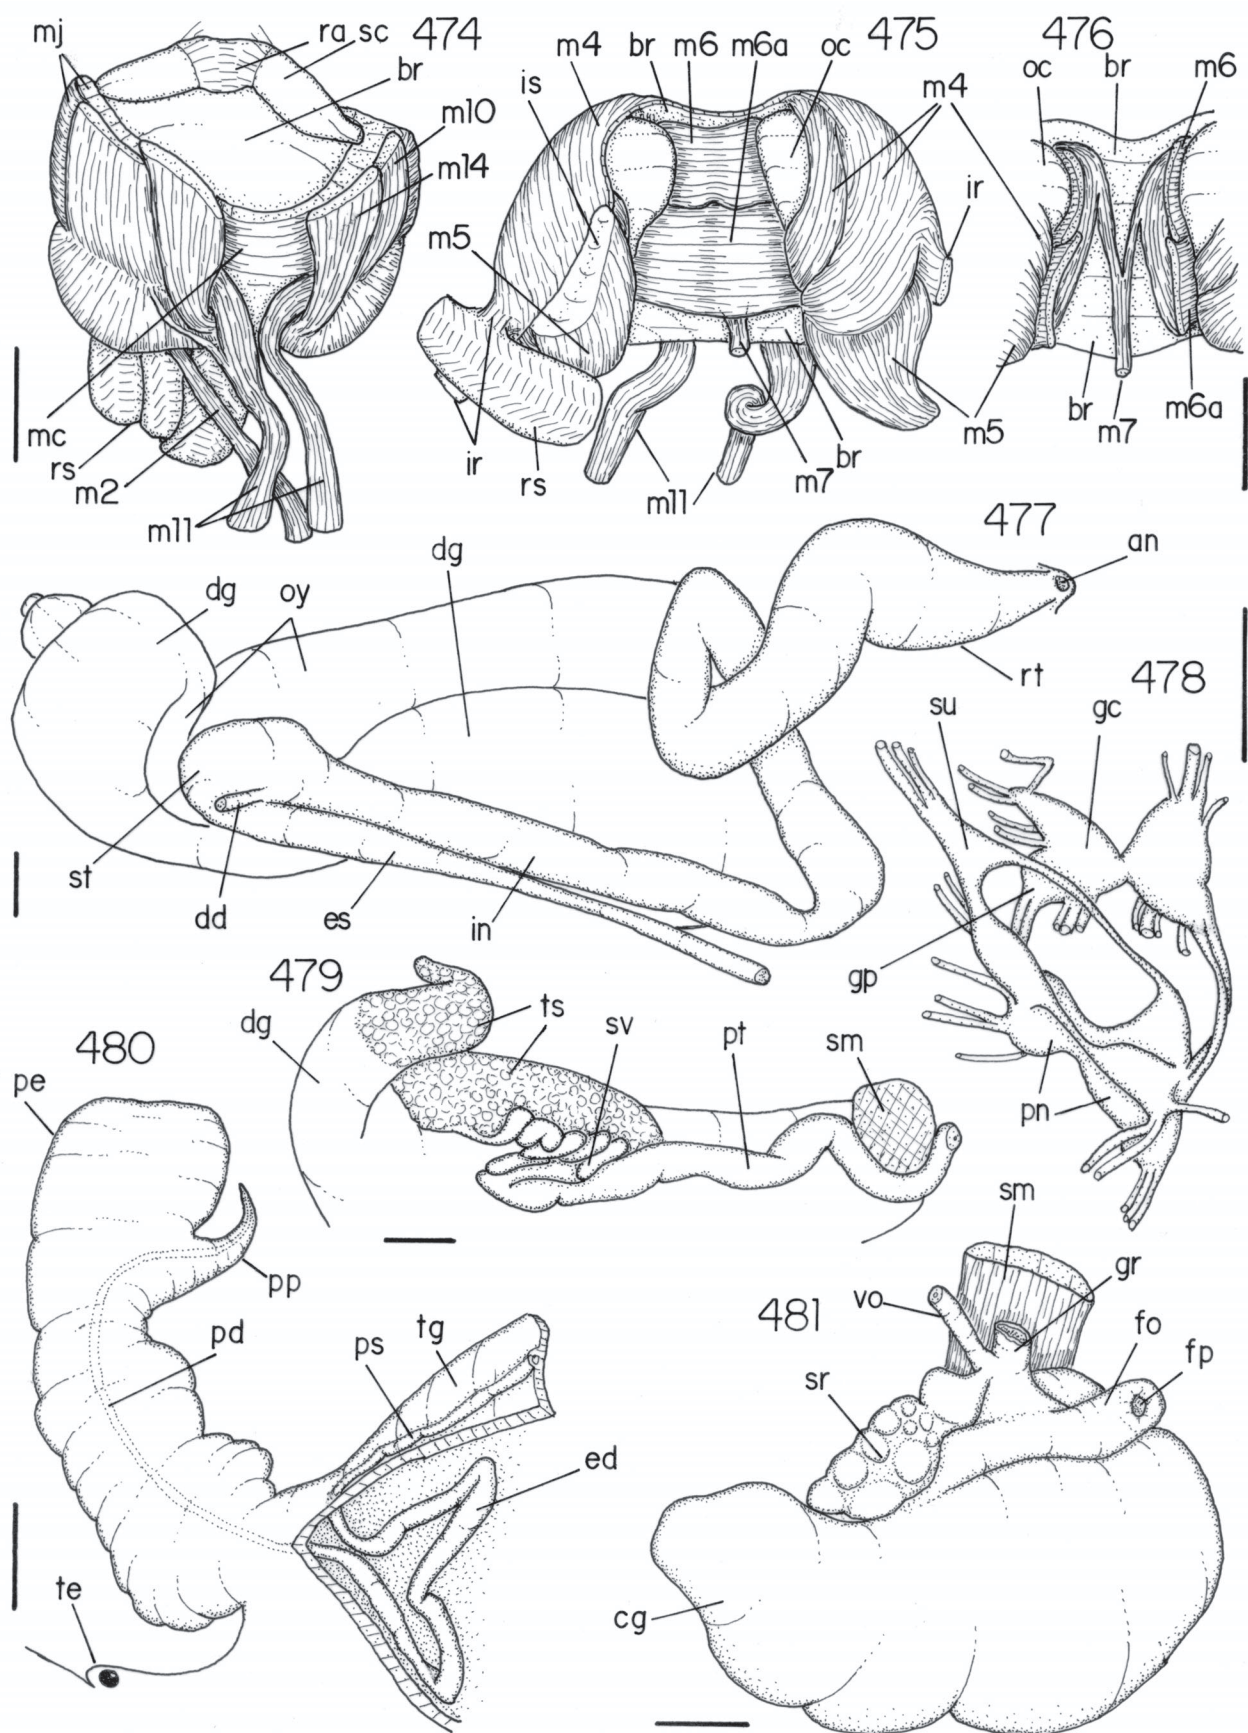 474
mj
ra
sc
br
m10
m14
mc
rs
m2
m11
475
m4
br
m6
m6a
oc
is
m4
m5
ir
ir
rs
m11
m7
br
m5
476
oc
br
m6
br
m7
m6a
477
dg
oy
dg
an
rt
st
dd
es
in
478
su
gc
gp
pn
479
dg
ts
sv
pt
sm
480
pe
pp
pd
ps
tg
ed
te
481
sm
gr
vo
fo
fp
sr
cg